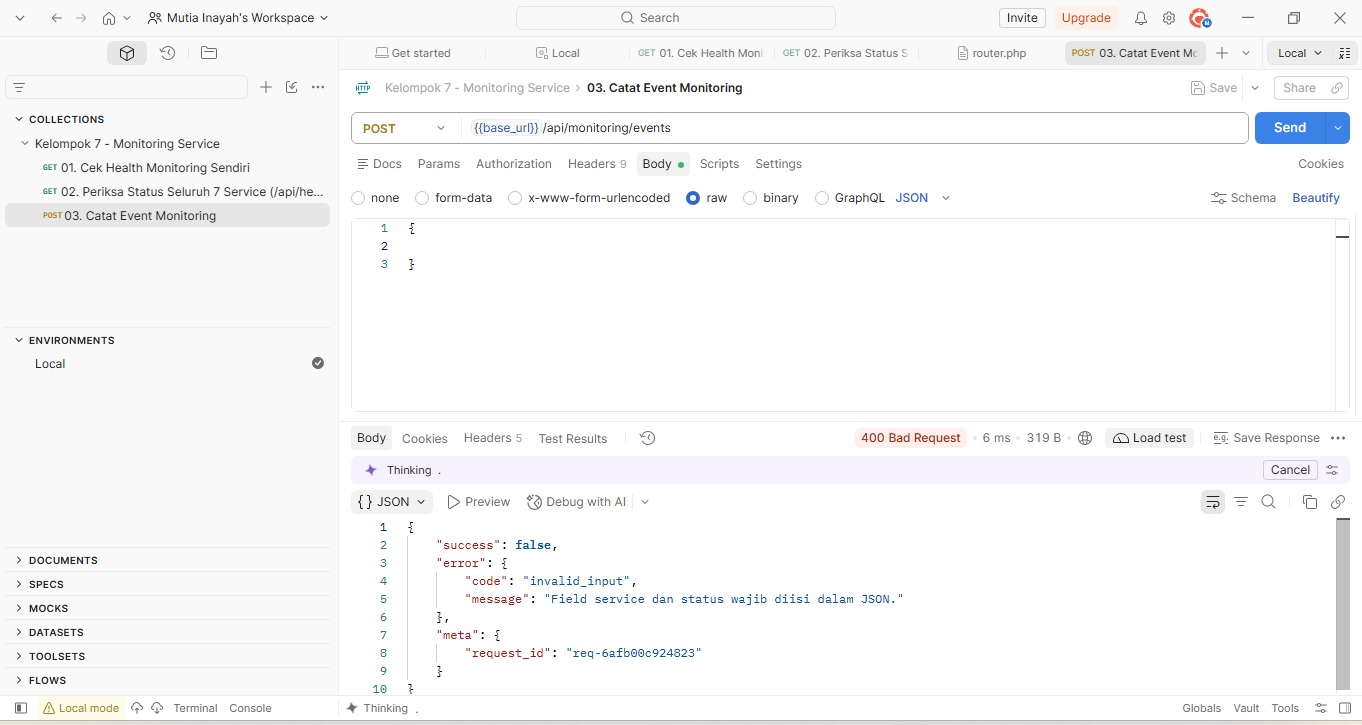 Mutia Inayah's Workspace
Search
Invite
Upgrade
Get started
Local
GET 01. Cek Health Moni
GET 02. Periksa Status S
router.php
POST 03. Catat Event Mc
Local
COLLECTIONS
Kelompok 7 - Monitoring Service
GET 01. Cek Health Monitoring Sendiri
GET 02. Periksa Status Seluruh 7 Service (/api/he...
POST 03. Catat Event Monitoring
ENVIRONMENTS
Local
DOCUMENTS
SPECS
MOCKS
DATASETS
TOOLSETS
FLOWS
HTTP Kelompok 7 - Monitoring Service > 03. Catat Event Monitoring
Save
Share
POST {{base_url}} /api/monitoring/events
Send
Docs Params Authorization Headers 9 Body Scripts Settings
Cookies
none form-data x-www-form-urlencoded raw binary GraphQL JSON
Schema Beautify
1 {
2
3 }
Body Cookies Headers 5 Test Results
400 Bad Request • 6 ms • 319 B
Load test
e.g. Save Response
Thinking .
Cancel
{} JSON Preview Debug with AI
1 {
2 "success": false,
3 "error": {
4 "code": "invalid_input",
5 "message": "Field service dan status wajib diisi dalam JSON."
6 },
7 "meta": {
8 "request_id": "req-6afb00c924823"
9 }
10 }
Local mode Terminal Console
Thinking .
Globals Vault Tools